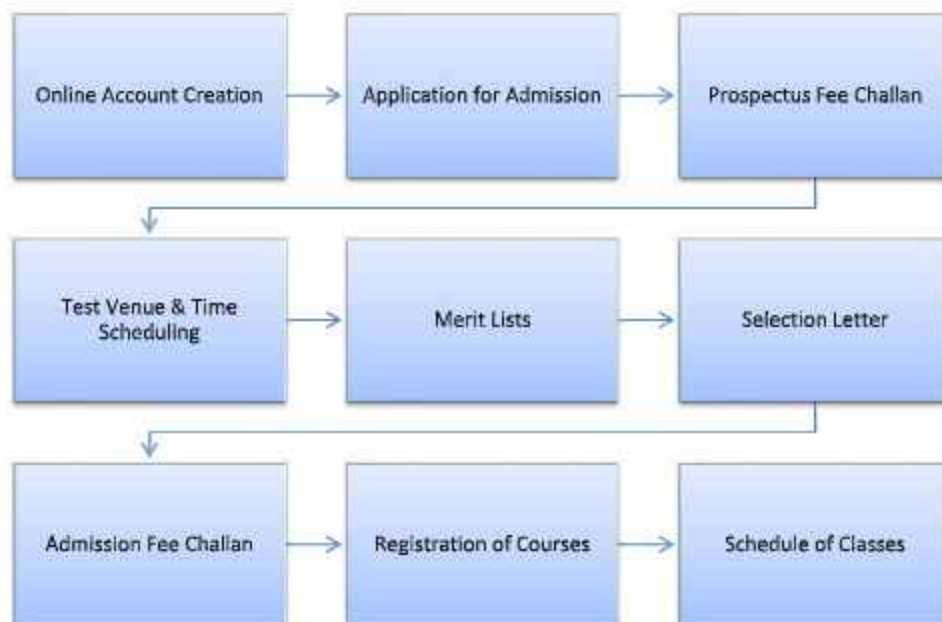 Online Account Creation
Application for Admission
Prospectus Fee Challan
Test Venue & Time
Scheduling
Merit Lists
Selection Letter
Admission Fee Challan
Registration of Courses
Schedule of Classes